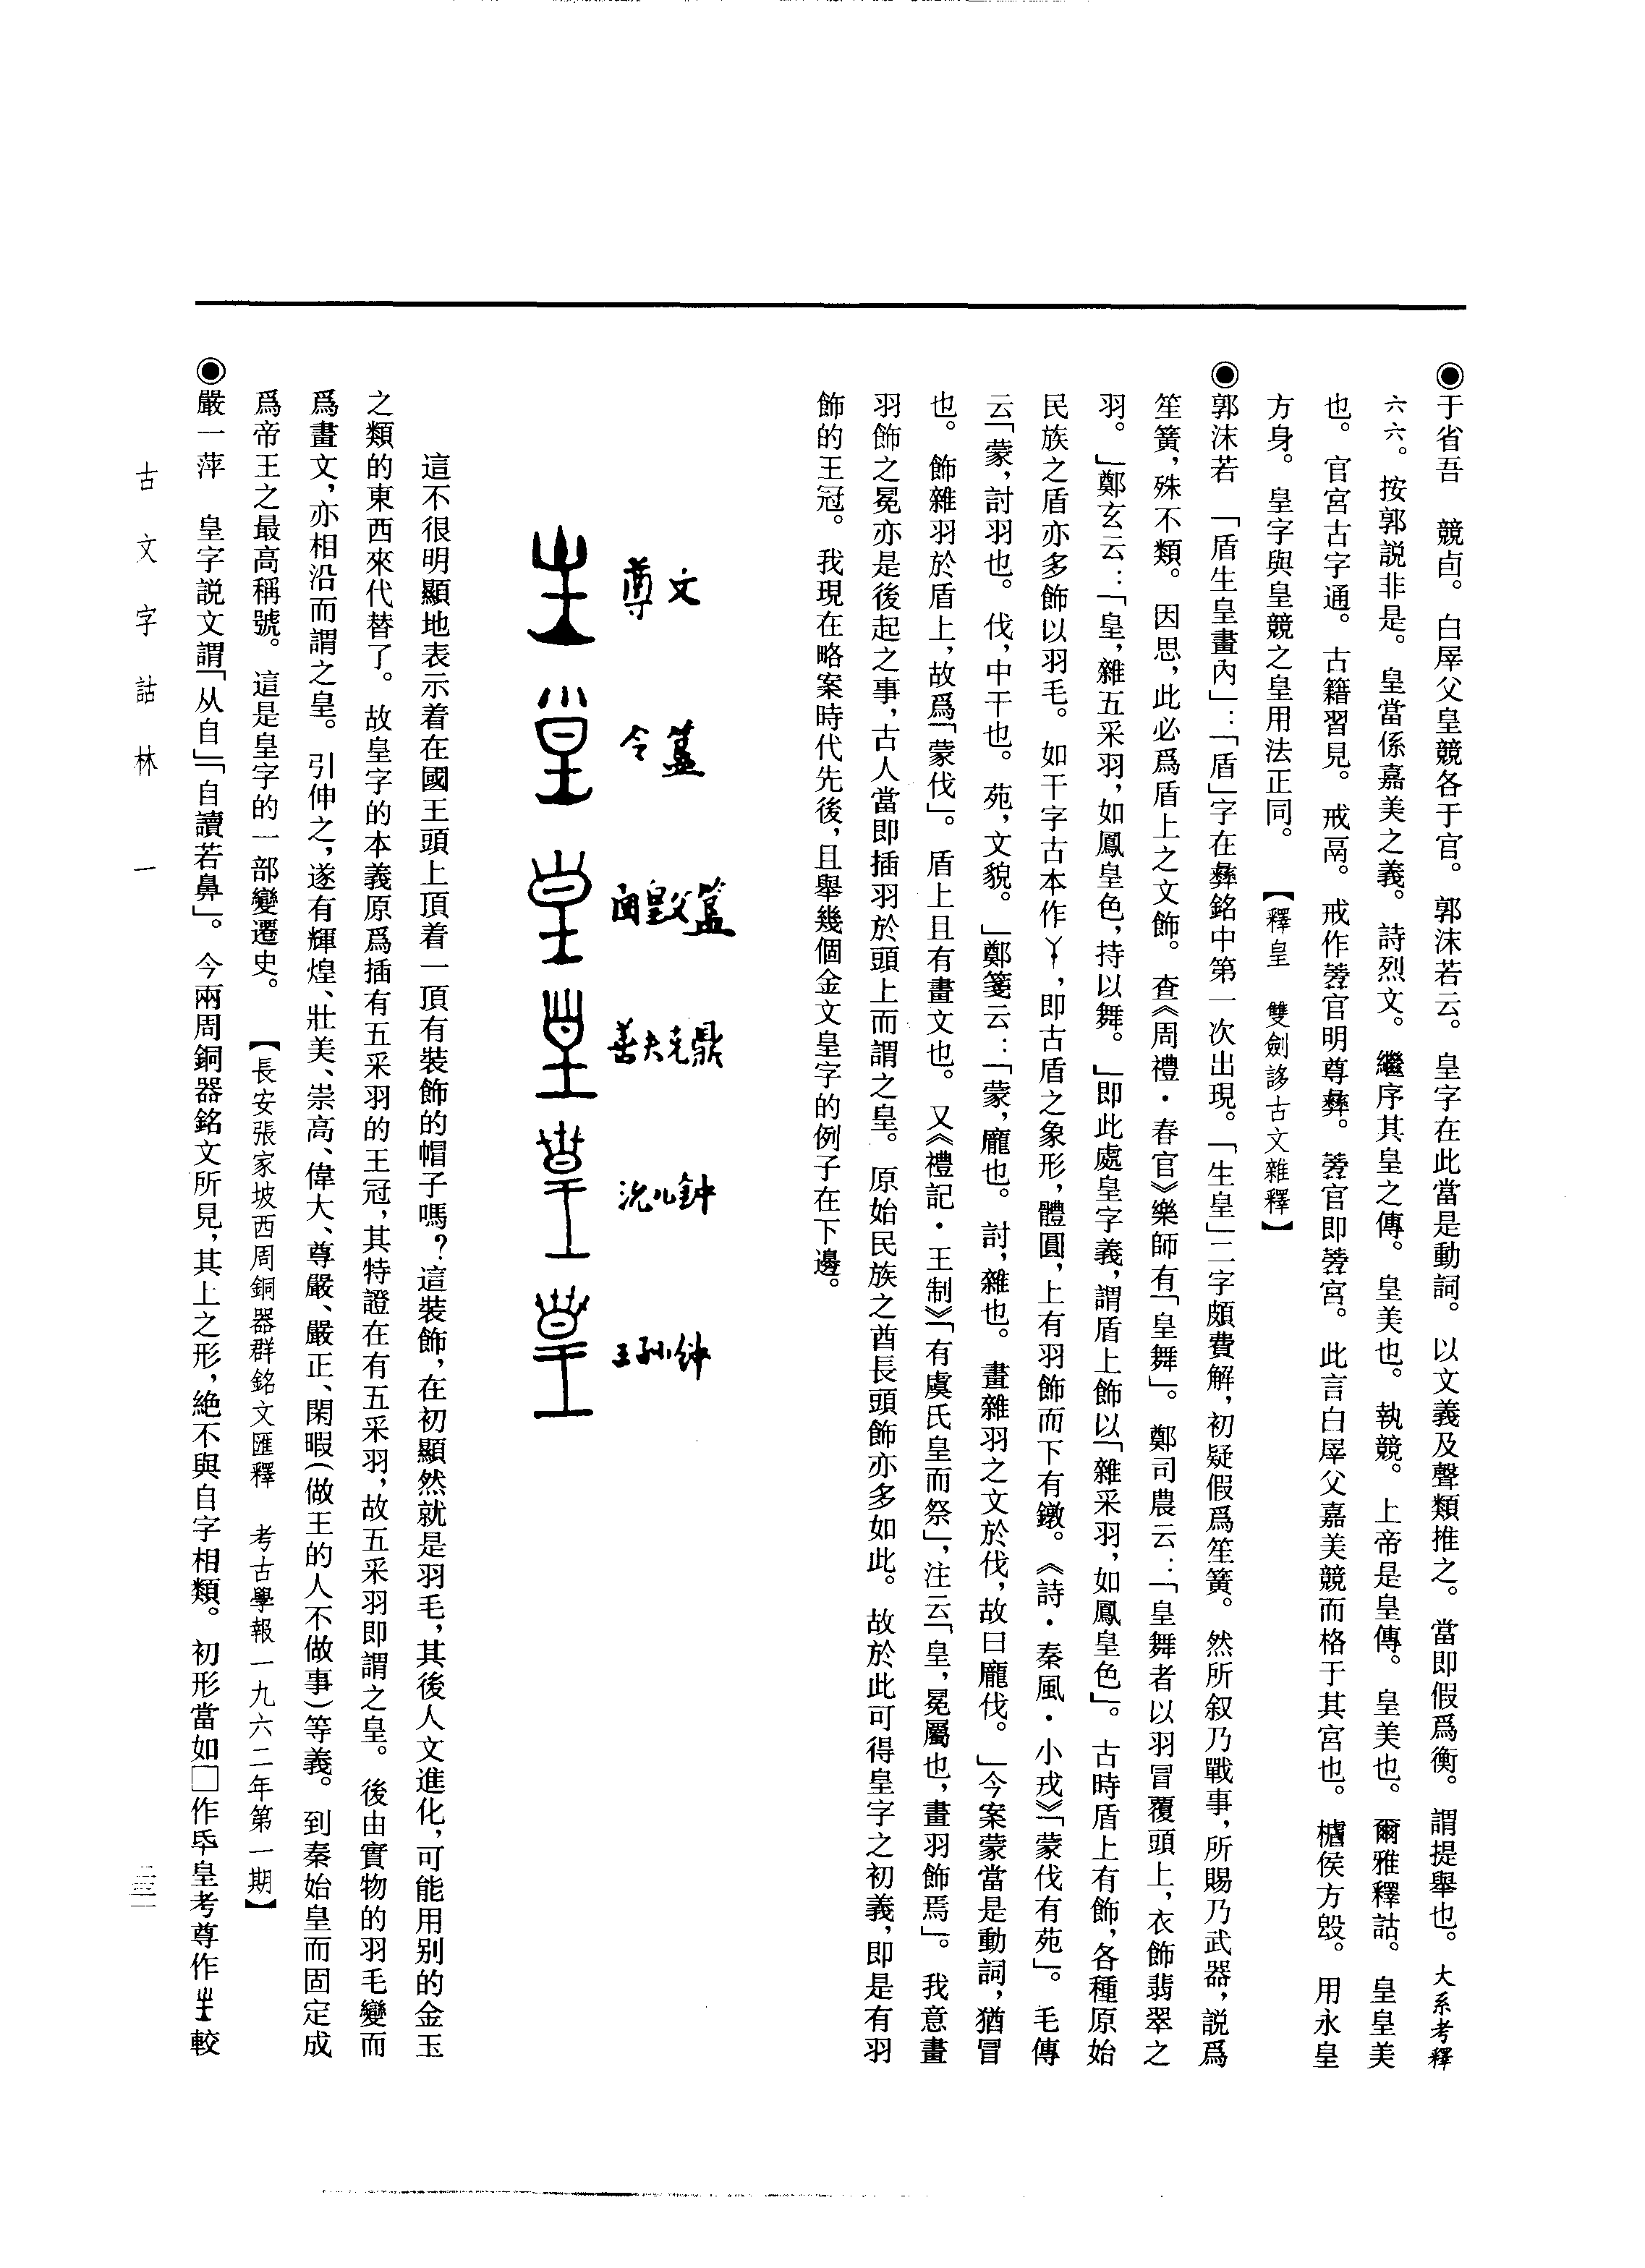 ◉于省吾　競卣。白屖父皇競各于官。郭沫若云。皇字在此當是動詞。以文義及聲類推之。當即假爲衡。謂提舉也。大系考釋
六六。按郭説非是。皇當係嘉美之義。詩烈文。繼序其皇之傳。皇美也。執競。上帝是皇傳。皇美也。爾雅釋詁。皇皇美
也。官宮古字通。古籍習見。戒鬲。戒作官明尊彝。官即宮。此言白屖父嘉美競而格于其宮也。侯方㲃。用永皇
方身。皇字與皇競之皇用法正同。【釋皇　雙劍誃古文雜釋】
◉郭沫若　「盾生皇畫內」：「盾」字在彝銘中第一次出現。「生皇」二字頗費解，初疑假爲笙簧。然所叙乃戰事，所賜乃武器，説爲
笙簧，殊不類。因思，此必爲盾上之文飾。查《周禮・春官》樂師有「皇舞」。鄭司農云：「皇舞者以羽冒覆頭上，衣飾翡翠之
羽。」鄭玄云：「皇，雜五采羽，如鳳皇色，持以舞。」即此處皇字義，謂盾上飾以「雜采羽，如鳳皇色」。古時盾上有飾，各種原始
民族之盾亦多飾以羽毛。如干字古本作，即古盾之象形，體圓，上有羽飾而下有鐓。《詩・秦風・小戎》「蒙伐有苑」。毛傳
云「蒙，討羽也。伐，中干也。苑，文貌。」鄭箋云：「蒙，厖也。討，雜也。畫雜羽之文於伐，故曰厖伐。」今案蒙當是動詞，猶冒
也。飾雜羽於盾上，故爲「蒙伐」。盾上且有畫文也。又《禮記・王制》「有虞氏皇而祭」，注云「皇，冕屬也，畫羽飾焉」。我意畫
羽飾之冕亦是後起之事，古人當即插羽於頭上而謂之皇。原始民族之酋長頭飾亦多如此。故於此可得皇字之初義，即是有羽
飾的王冠。我現在略案時代先後，且舉幾個金文皇字的例子在下邊。
文尊
令簋
函皇父簋
善夫克鼎
沇儿鈡
王孙鈡
這不很明顯地表示着在國王頭上頂着一頂有裝飾的帽子嗎？這裝飾，在初顯然就是羽毛，其後人文進化，可能用别的金玉
之類的東西來代替了。故皇字的本義原爲插有五采羽的王冠，其特證在有五采羽，故五采羽即謂之皇。後由實物的羽毛變而
爲畫文，亦相沿而謂之皇。引伸之，遂有輝煌、壯美、崇高、偉大、尊嚴、嚴正、閑暇（做王的人不做事）等義。到秦始皇而固定成
爲帝王之最高稱號。這是皇字的一部變遷史。【長安張家坡西周銅器群銘文匯釋　考古學報一九六二年第一期】
◉嚴一萍　皇字説文謂「从自」「自讀若鼻」。今兩周銅器銘文所見，其上之形，絶不與自字相類。初形當如□作氒皇考尊作較
古文字詁林　一